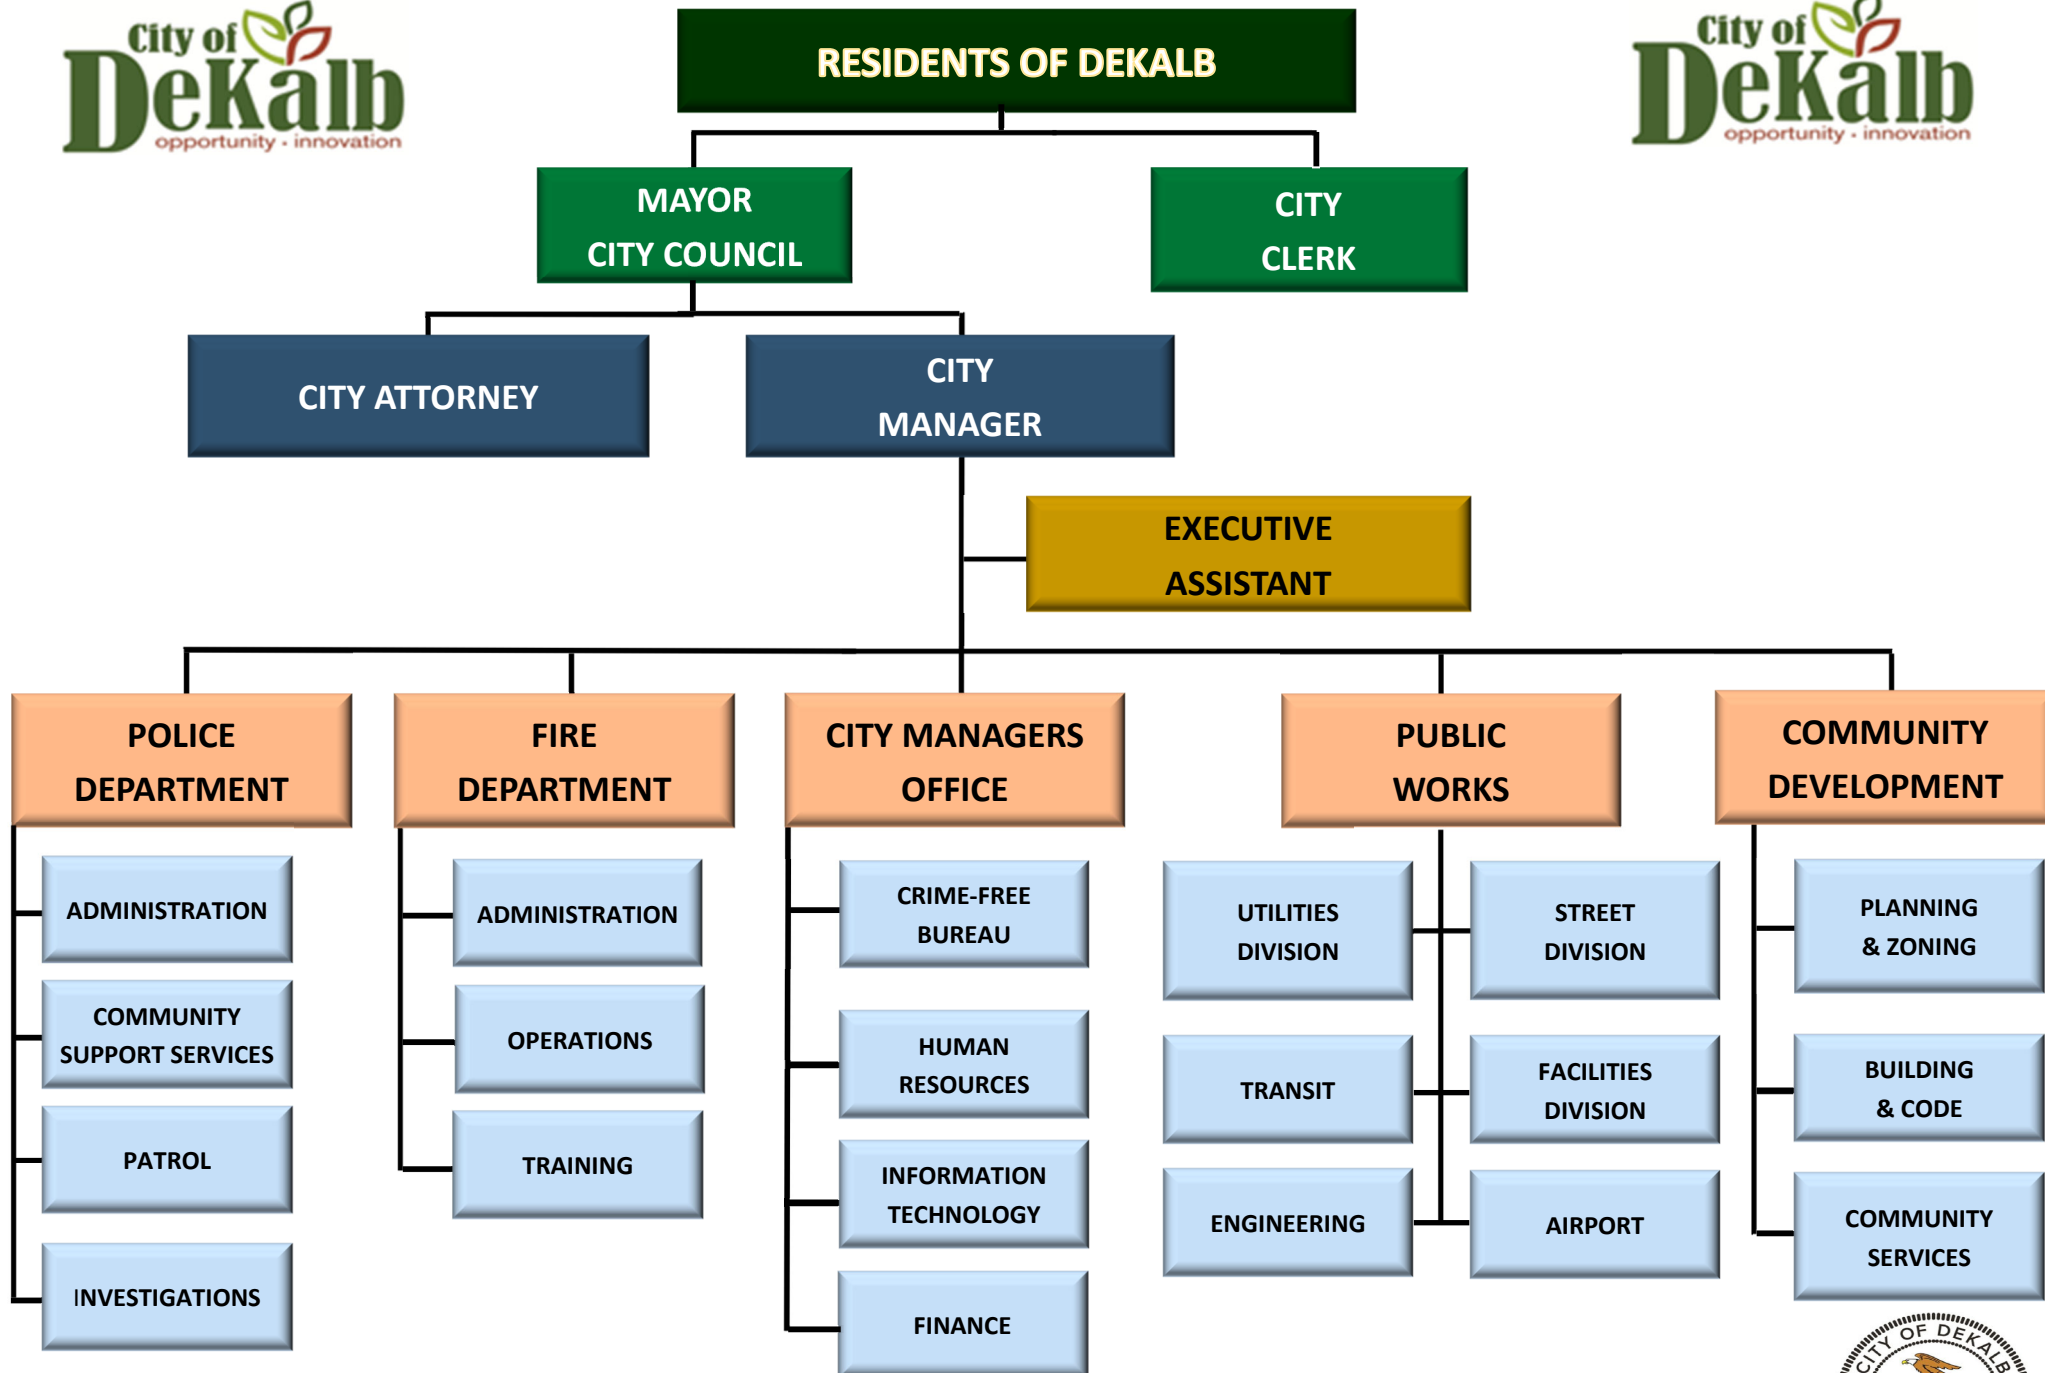 City of
DeKalb
opportunity · innovation
RESIDENTS OF DEKALB
City of
DeKalb
opportunity · innovation
MAYOR
CITY COUNCIL
CITY
CLERK
CITY ATTORNEY
CITY
MANAGER
EXECUTIVE
ASSISTANT
POLICE
DEPARTMENT
FIRE
DEPARTMENT
CITY MANAGERS
OFFICE
PUBLIC
WORKS
COMMUNITY
DEVELOPMENT
ADMINISTRATION
COMMUNITY
SUPPORT SERVICES
PATROL
INVESTIGATIONS
ADMINISTRATION
OPERATIONS
TRAINING
CRIME-FREE
BUREAU
HUMAN
RESOURCES
INFORMATION
TECHNOLOGY
FINANCE
UTILITIES
DIVISION
STREET
DIVISION
TRANSIT
FACILITIES
DIVISION
ENGINEERING
AIRPORT
PLANNING
& ZONING
BUILDING
& CODE
COMMUNITY
SERVICES
CITY OF DEKALB